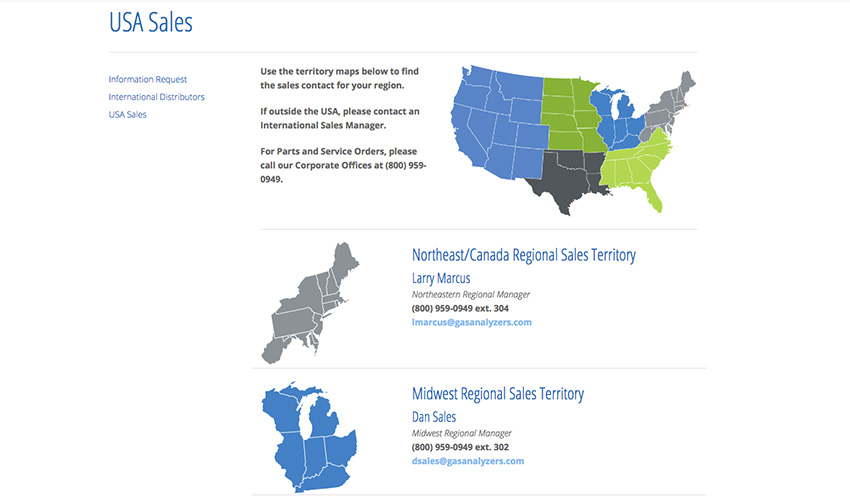 USA Sales
Information Request
International Distributors
USA Sales
Use the territory maps below to find
the sales contact for your region.
If outside the USA, please contact an
International Sales Manager.
For Parts and Service Orders, please
call our Corporate Offices at (800) 959-
0949.
Northeast/Canada Regional Sales Territory
Larry Marcus
Northeastern Regional Manager
(800) 959-0949 ext. 304
lmarcus@gasanalyzers.com
Midwest Regional Sales Territory
Dan Sales
Midwest Regional Manager
(800) 959-0949 ext. 302
dsales@gasanalyzers.com